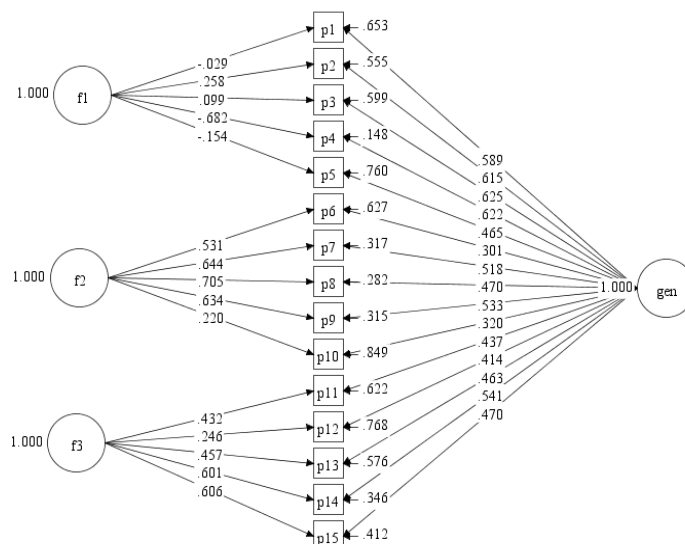 p1
.653
p2
.555
p3
.599
p4
.148
p5
.760
p6
.627
p7
.317
p8
.282
p9
.315
p10
.849
p11
.622
p12
.768
p13
.576
p14
.346
p15
.412
1.000
f1
-.029
.258
.099
-.682
-.154
1.000
f2
.531
.644
.705
.634
.220
1.000
f3
.432
.246
.457
.601
.606
.589
.615
.625
.622
.465
.301
.518
.470
.533
.320
.437
.414
.463
.541
.470
1.000
gen